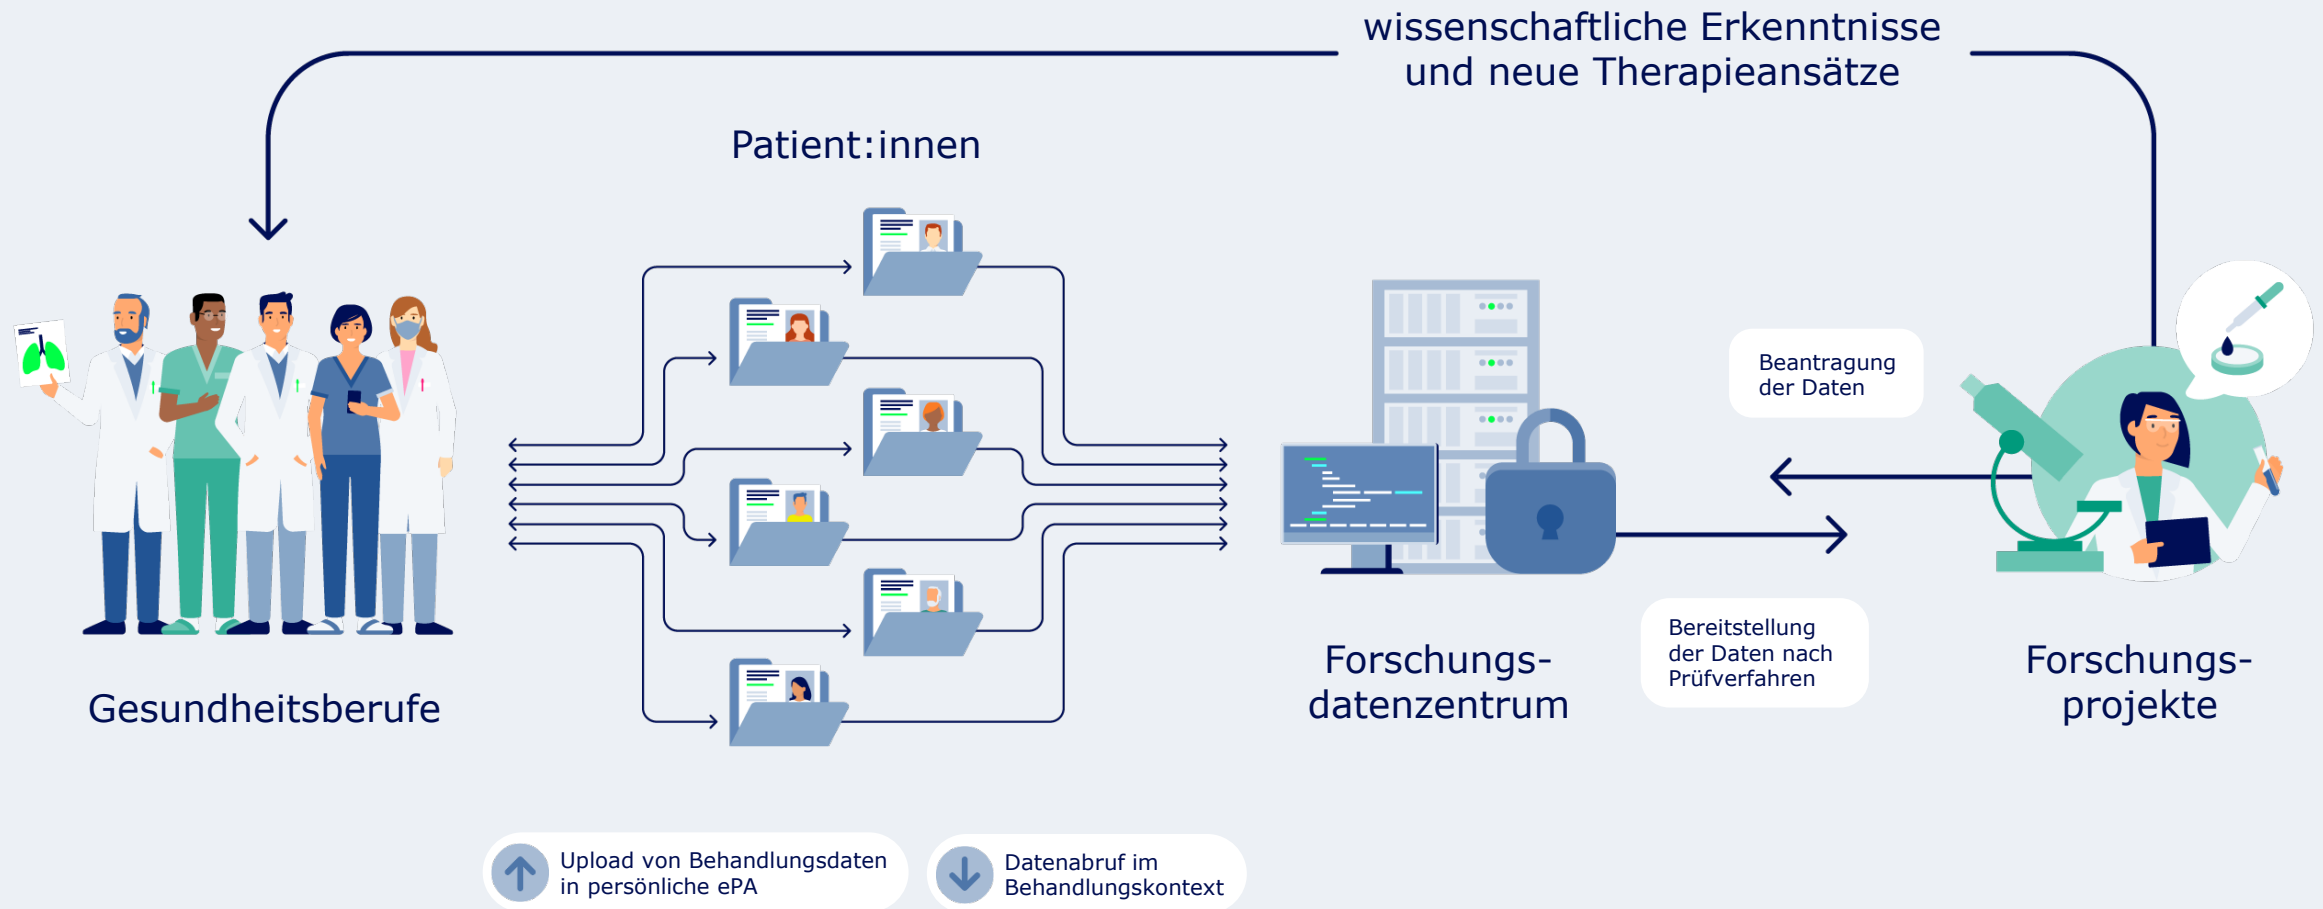 wissenschaftliche Erkenntnisse
und neue Therapieansätze
Patient:innen
Gesundheitsberufe
Forschungs-
datenzentrum
Beantragung
der Daten
Bereitstellung
der Daten nach
Prüfverfahren
Forschungs-
projekte
Upload von Behandlungsdaten
in persönliche ePA
Datenabruf im
Behandlungskontext